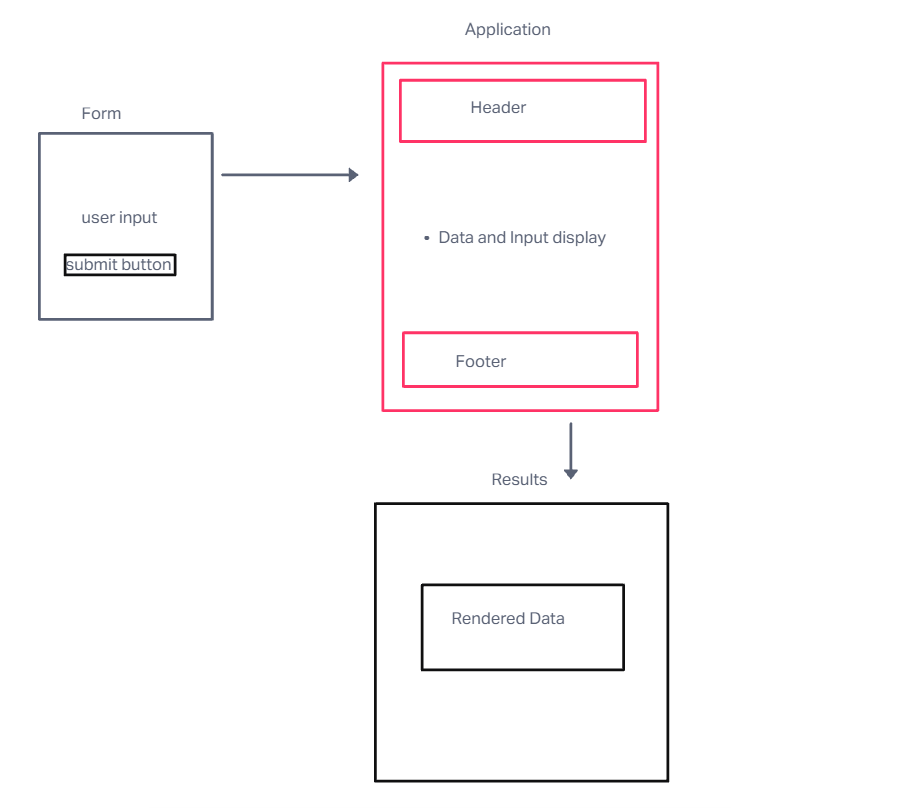 Application
Form
Header
user input
submit button
• Data and Input display
Footer
Results
Rendered Data